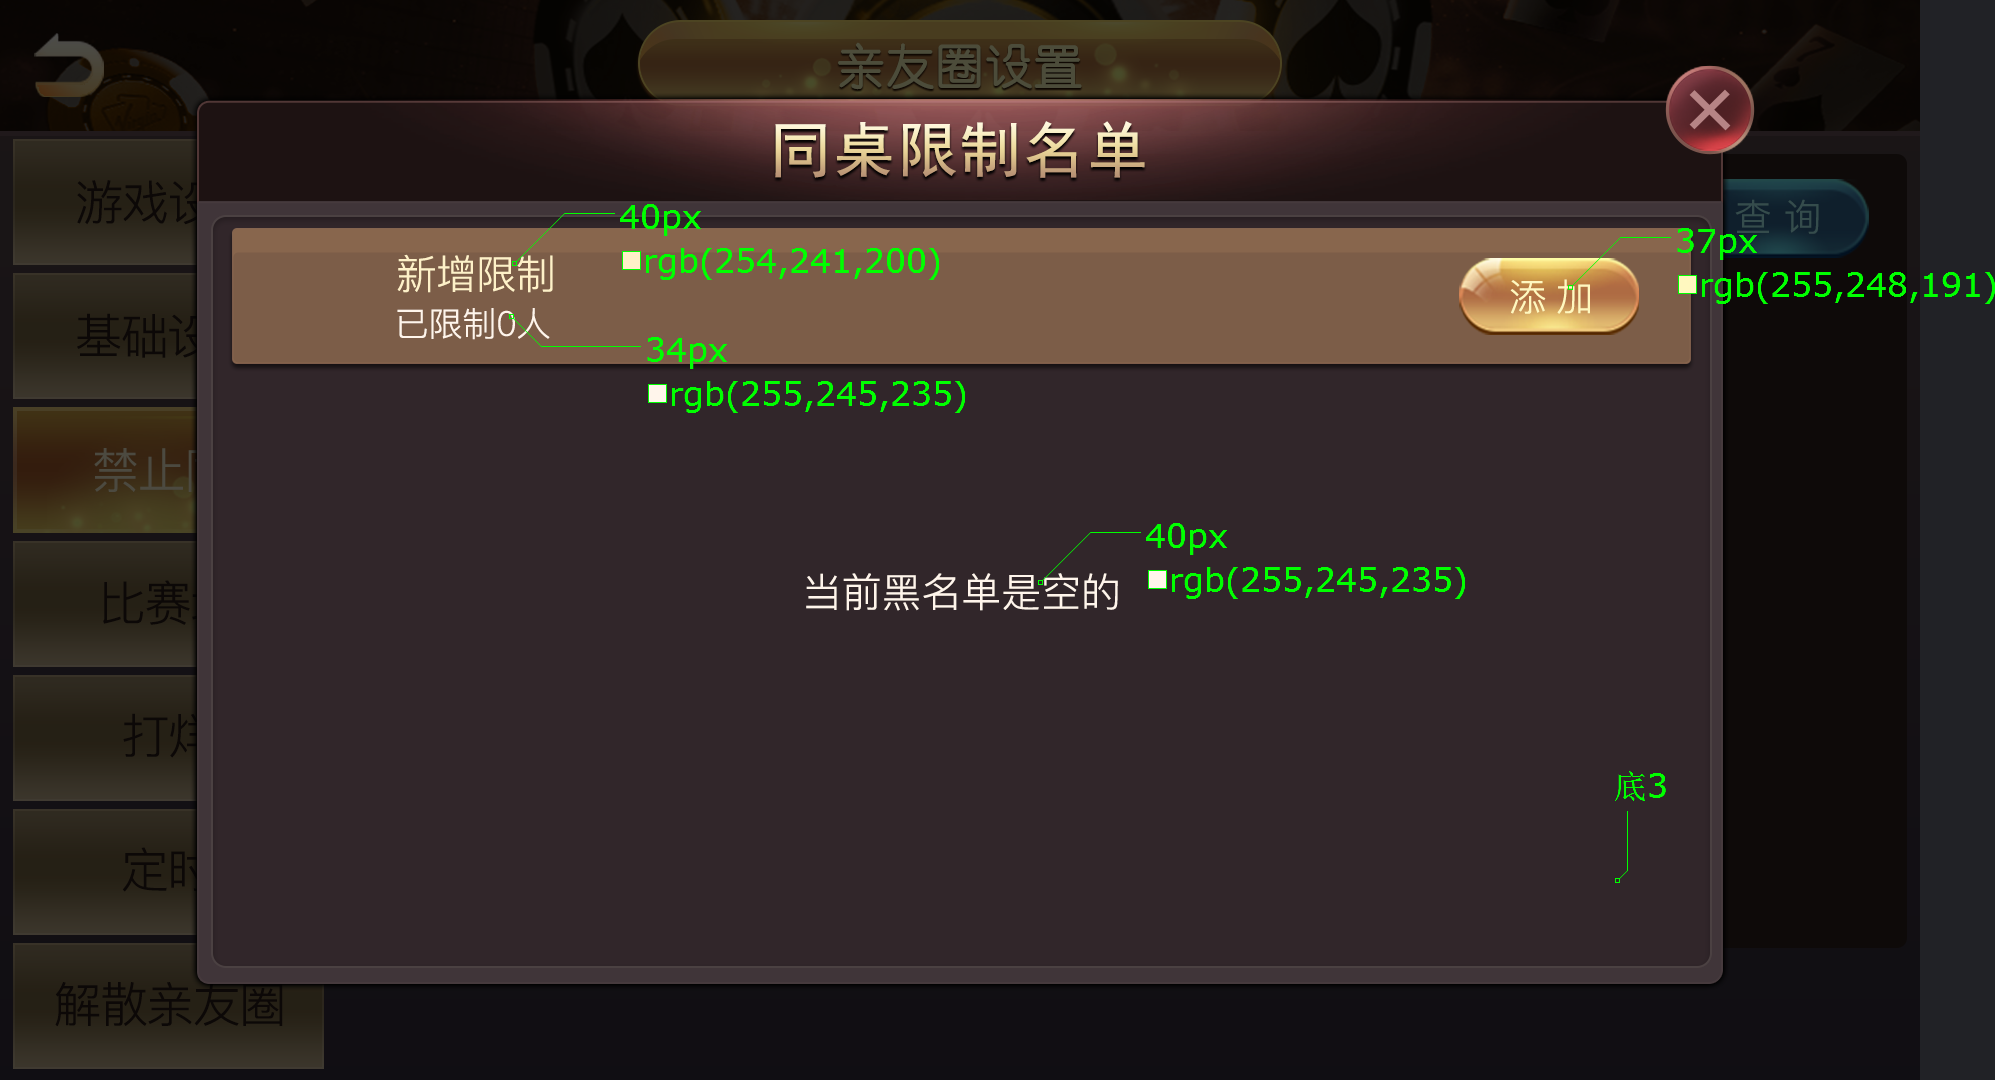 亲友圈设置
同桌限制名单
游戏设
查 询
40px
rgb(254,241,200)
新增限制
已限制0人
37px
rgb(255,248,191)
添 加
基础设
34px
rgb(255,245,235)
禁止
40px
rgb(255,245,235)
当前黑名单是空的
比赛
打烊
底3
定时
解散亲友圈